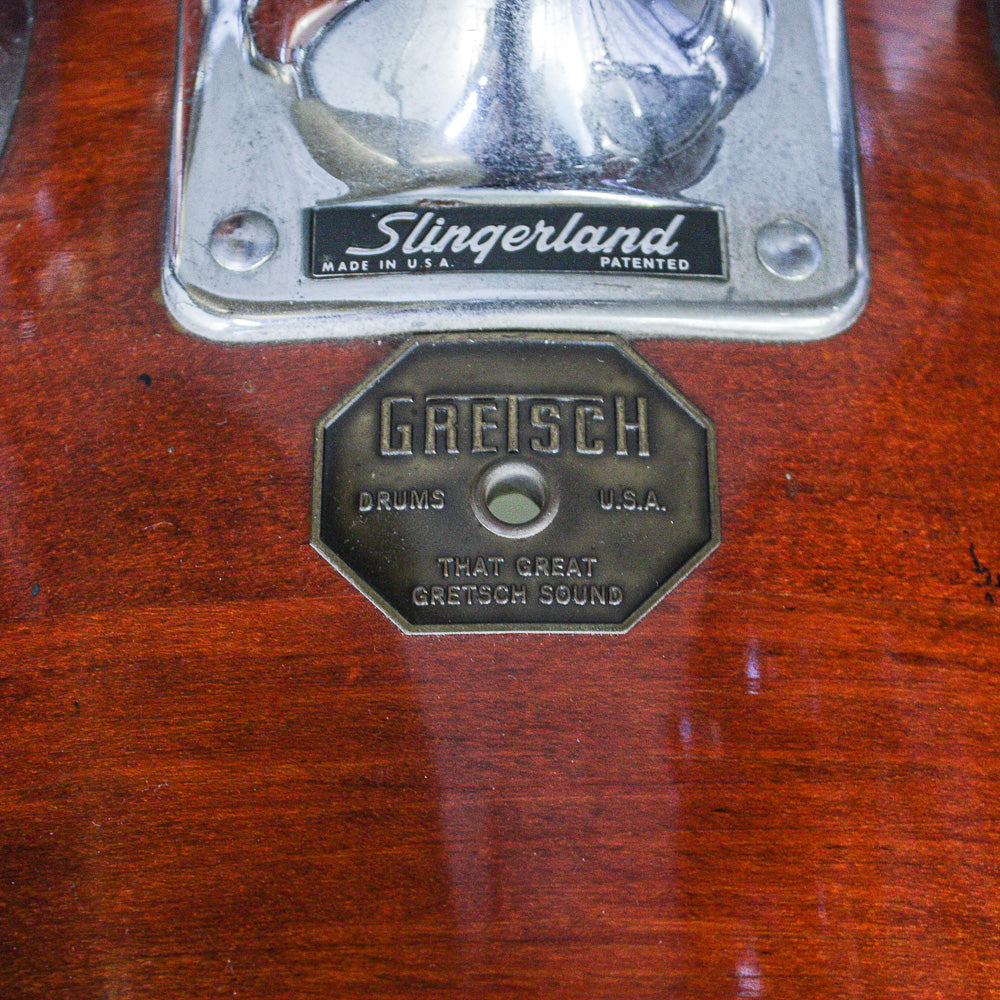 Slingerland
MADE IN U.S.A. PATENTED
GRETSCH
DRUMS U.S.A.
THAT GREAT
GRETSCH SOUND